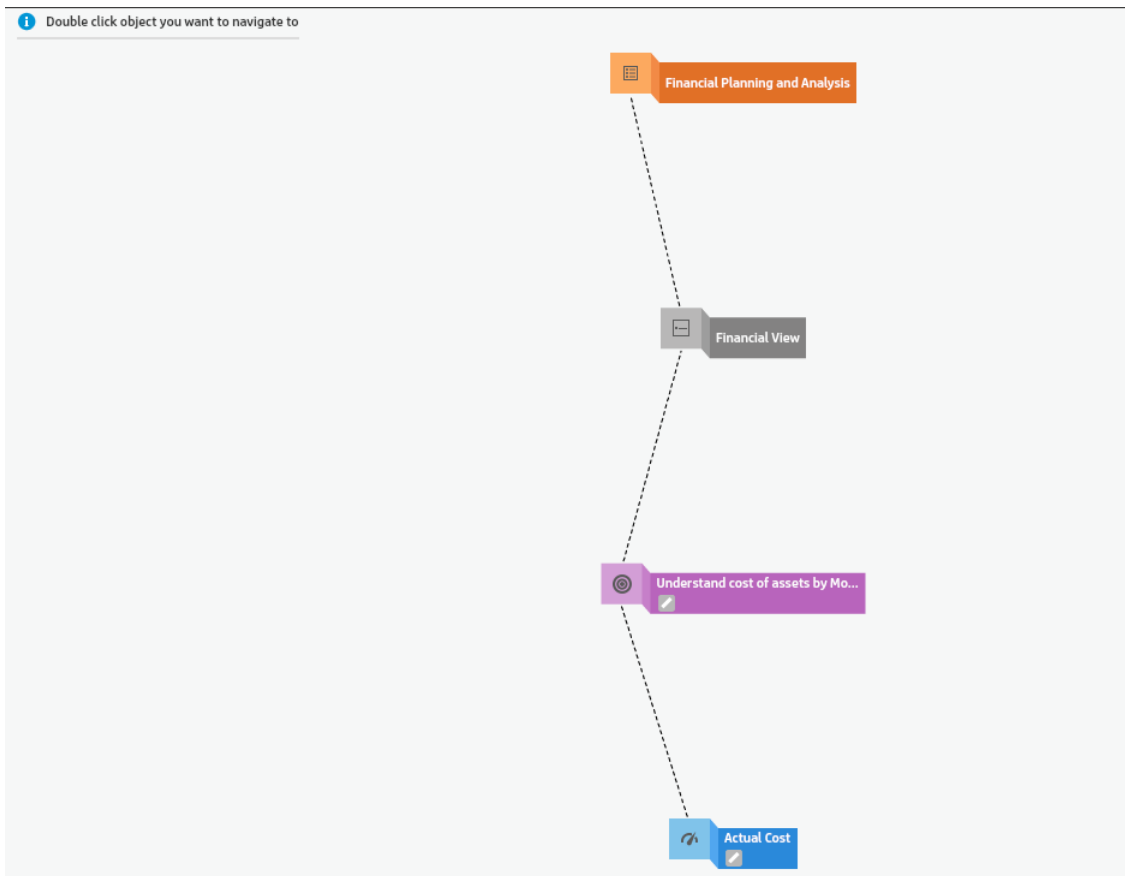 Double click object you want to navigate to
Financial Planning and Analysis
Financial View
Understand cost of assets by Mo...
Actual Cost